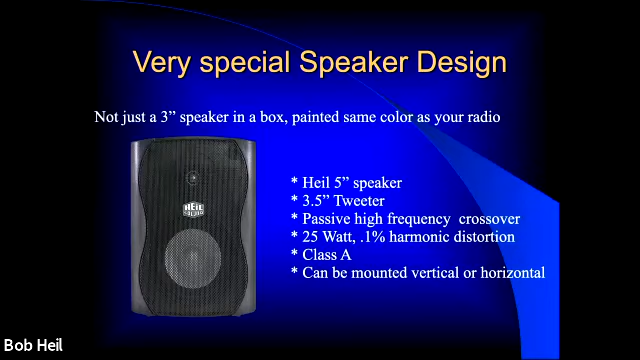 Very special Speaker Design
Not just a 3” speaker in a box, painted same color as your radio
HEIL
SOUND
* Heil 5” speaker
* 3.5” Tweeter
* Passive high frequency crossover
* 25 Watt, .1% harmonic distortion
* Class A
* Can be mounted vertical or horizontal
Bob Heil